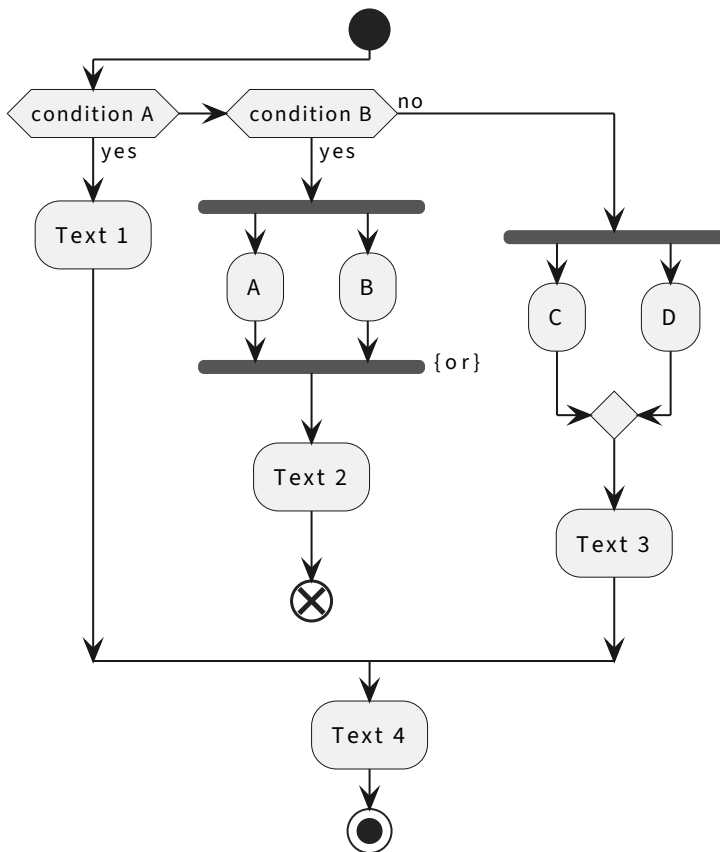 condition A
condition B
no
yes
yes
Text 1
A
B
C
D
{or}
Text 2
Text 3
Text 4